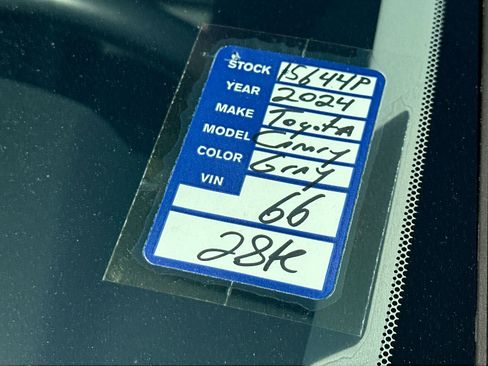 STOCK 15644P
YEAR 2024
MAKE Toyota
MODEL Camry
COLOR Gray
VIN
66
28k